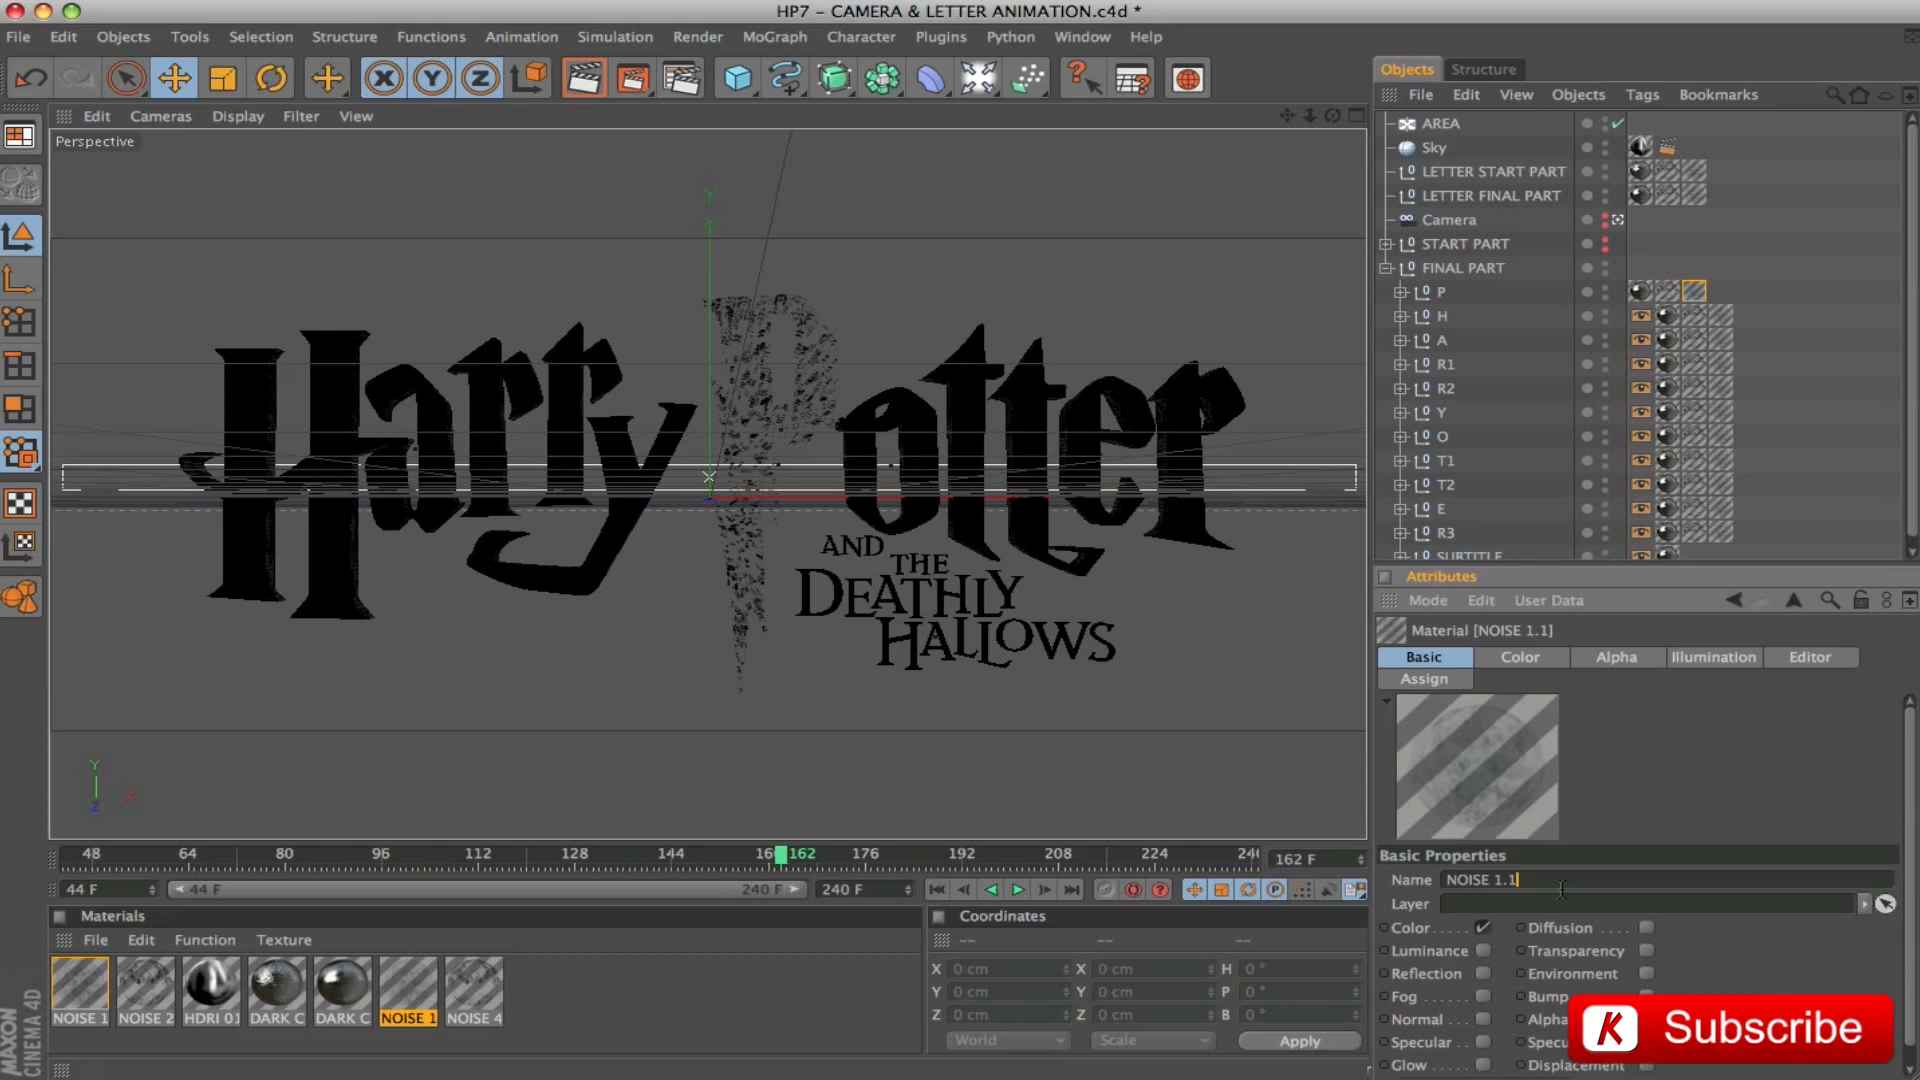 HP7 - CAMERA & LETTER ANIMATION.c4d *
File Edit Objects Tools Selection Structure Functions Animation Simulation Render MoGraph Character Plugins Python Window Help
Objects Structure
File Edit View Objects Tags Bookmarks
Edit Cameras Display Filter View
Perspective
AREA
Sky
LETTER START PART
LETTER FINAL PART
Camera
START PART
FINAL PART
P
H
A
R1
R2
Y
O
T1
T2
E
R3
SUBTITLE
X Y Z
Y
Harry Potter
AND THE
DEATHLY
HALLOWS
Y
Z X
Attributes
Mode Edit User Data
Material [NOISE 1.1]
Basic Color Alpha Illumination Editor
Assign
Basic Properties
Name NOISE 1.1
Layer
Color Diffusion
Luminance Transparency
Reflection Environment
Fog Bump
Normal Alpha
Specular
Glow Displacement
K Subscribe
48 64 80 96 112 128 144 162 176 192 208 224 162 F
44 F 44 F 240 F 240 F
Materials
File Edit Function Texture
NOISE 1 NOISE 2 HDRI 01 DARK C DARK C NOISE 1 NOISE 4
Coordinates
-- -- --
X 0 cm X 0 cm H 0 °
Y 0 cm Y 0 cm P 0 °
Z 0 cm Z 0 cm B 0 °
World Scale Apply
MAXON
CINEMA 4D